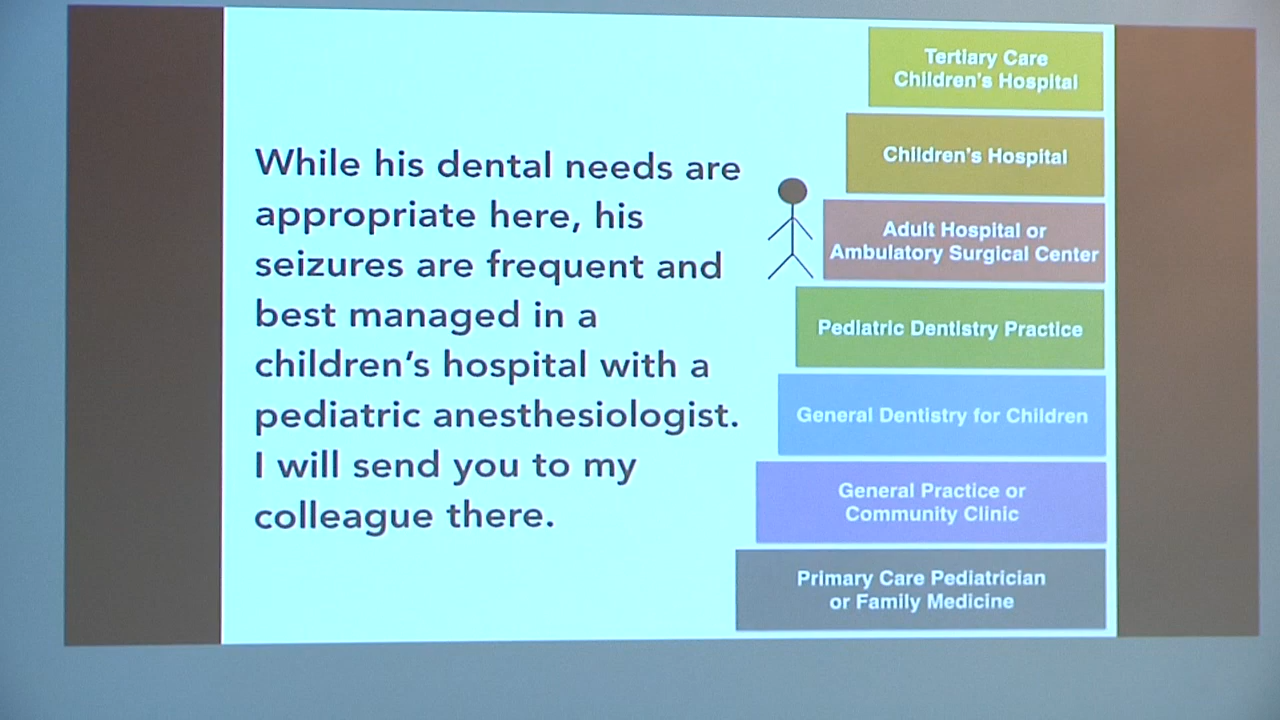 While his dental needs are
appropriate here, his
seizures are frequent and
best managed in a
children's hospital with a
pediatric anesthesiologist.
I will send you to my
colleague there.
Tertiary Care
Children's Hospital
Children's Hospital
Adult Hospital or
Ambulatory Surgical Center
Pediatric Dentistry Practice
General Dentistry for Children
General Practice or
Community Clinic
Primary Care Pediatrician
or Family Medicine